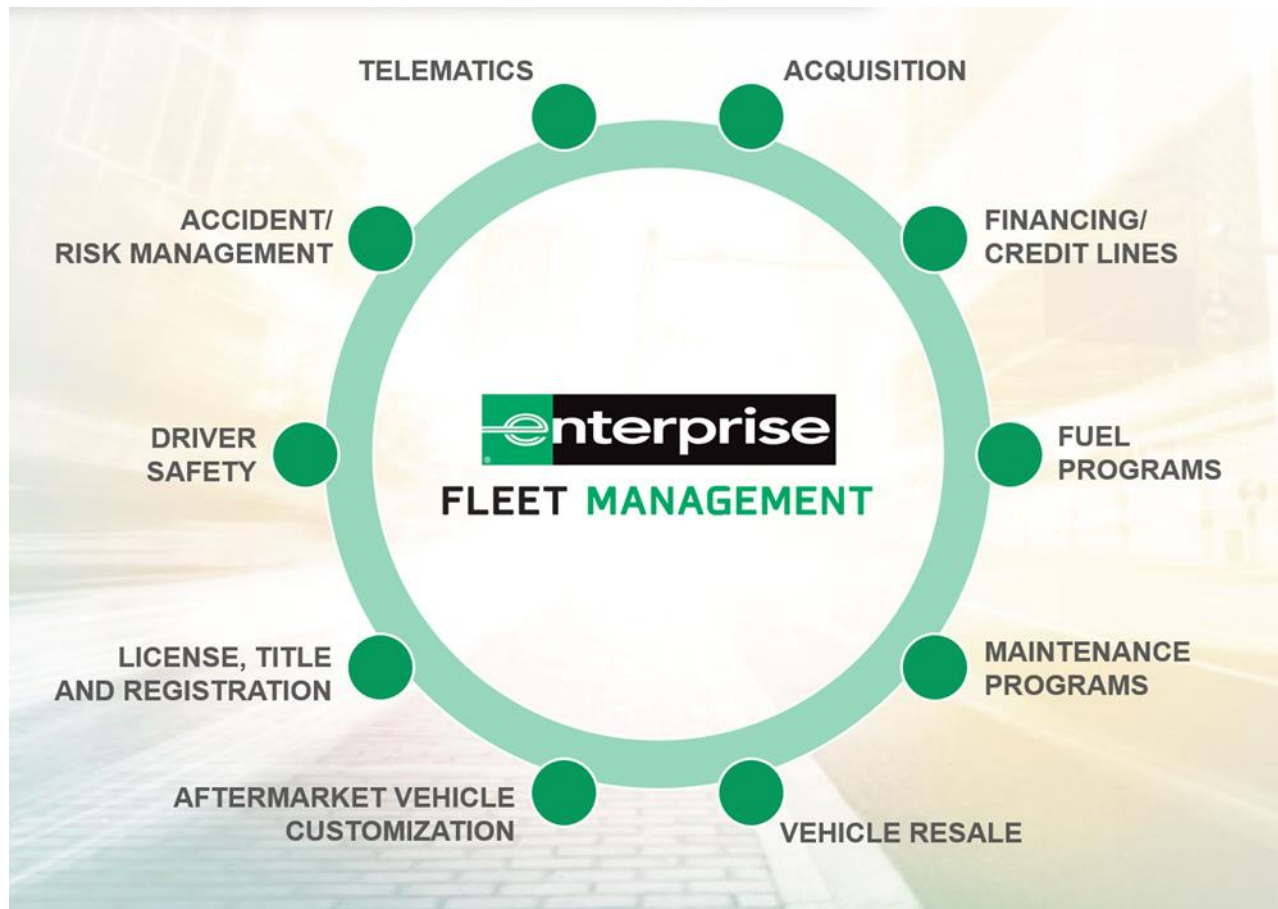 TELEMATICS
ACQUISITION
ACCIDENT/
RISK MANAGEMENT
FINANCING/
CREDIT LINES
enterprise
FLEET MANAGEMENT
DRIVER
SAFETY
FUEL
PROGRAMS
LICENSE, TITLE
AND REGISTRATION
MAINTENANCE
PROGRAMS
AFTERMARKET VEHICLE
CUSTOMIZATION
VEHICLE RESALE